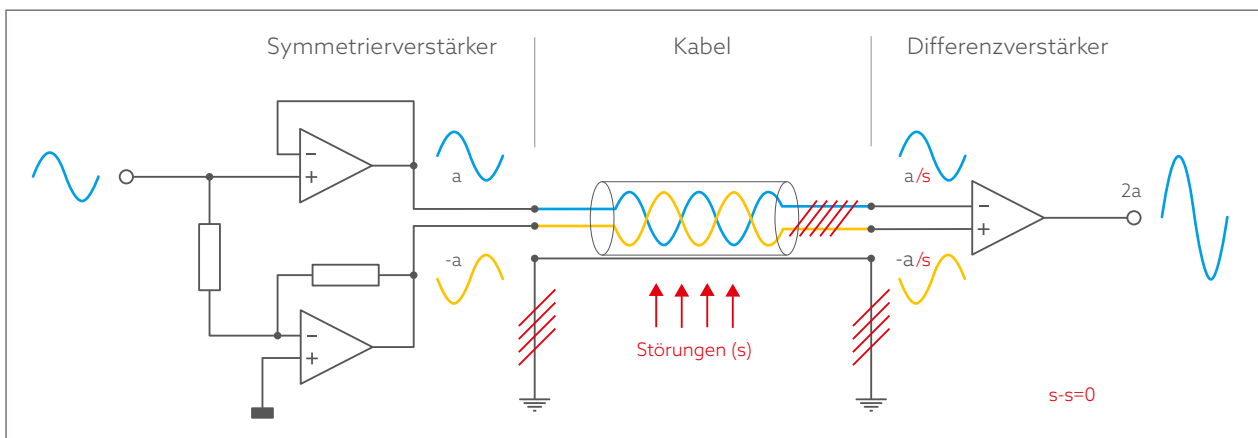 Symmetrierverstärker
Kabel
Differenzverstärker
a
a/s
2a
-a
-a/s
Störungen (s)
s-s=0
−
+
−
+
−
+